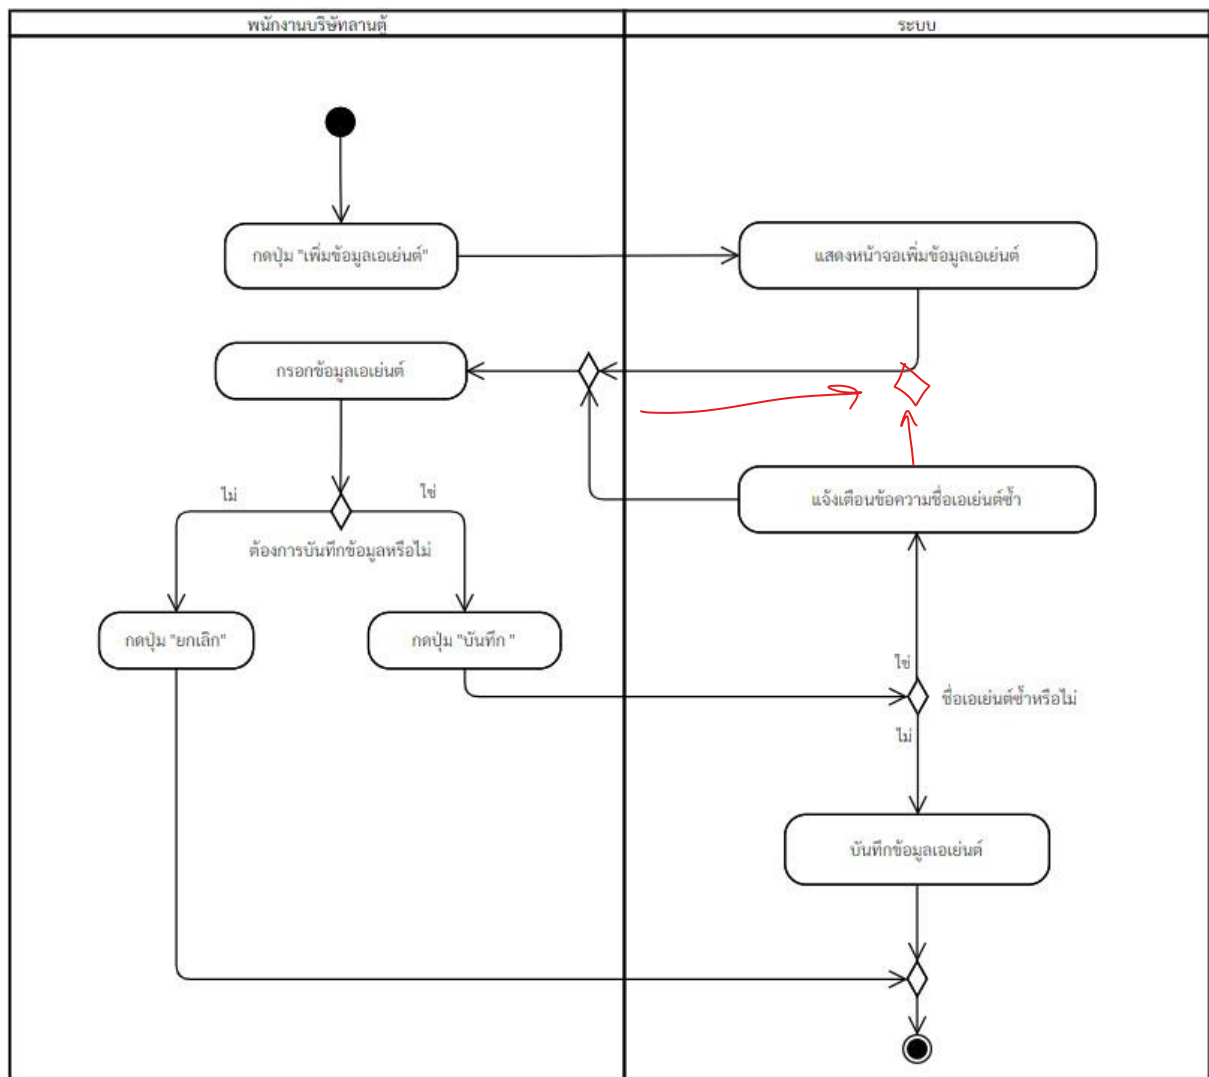 พนักงานบริษัทลานตู้
ระบบ
กดปุ่ม "เพิ่มข้อมูลเอเย่นต์"
แสดงหน้าจอเพิ่มข้อมูลเอเย่นต์
กรอกข้อมูลเอเย่นต์
แจ้งเตือนข้อความชื่อเอเย่นต์ซ้ำ
ไม่
ใช่
ต้องการบันทึกข้อมูลหรือไม่
กดปุ่ม "ยกเลิก"
กดปุ่ม "บันทึก "
ใช่
ชื่อเอเย่นต์ซ้ำหรือไม่
ไม่
บันทึกข้อมูลเอเย่นต์